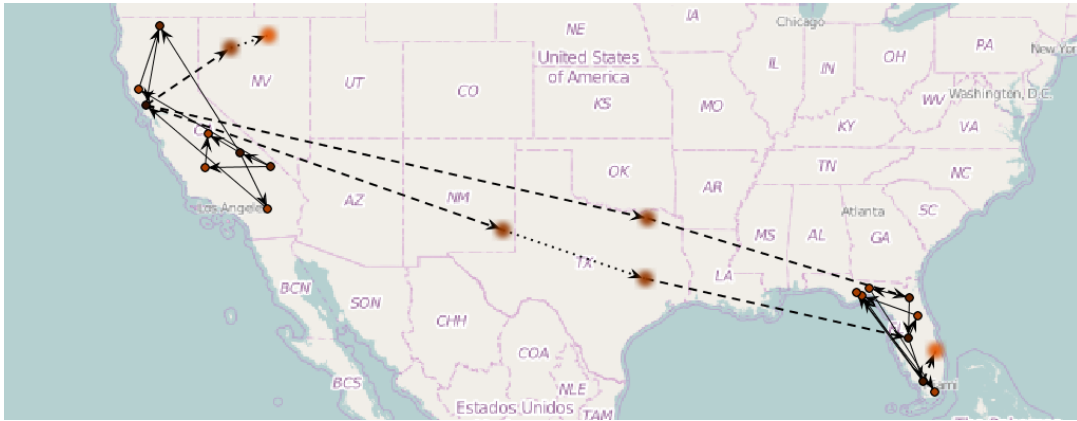 IA
Chicago
NE
PA
OH
IL
IN
New Yor
United States
of America
NV
UT
CO
KS
MO
WV
Washington, D.C.
KY
VA
OK
TN
NC
AZ
NM
AR
Los Angele
Atlanta
SC
MS
AL
GA
TX
LA
BCN
SON
CHH
COA
BCS
NLE
Estados Unidos
TAM